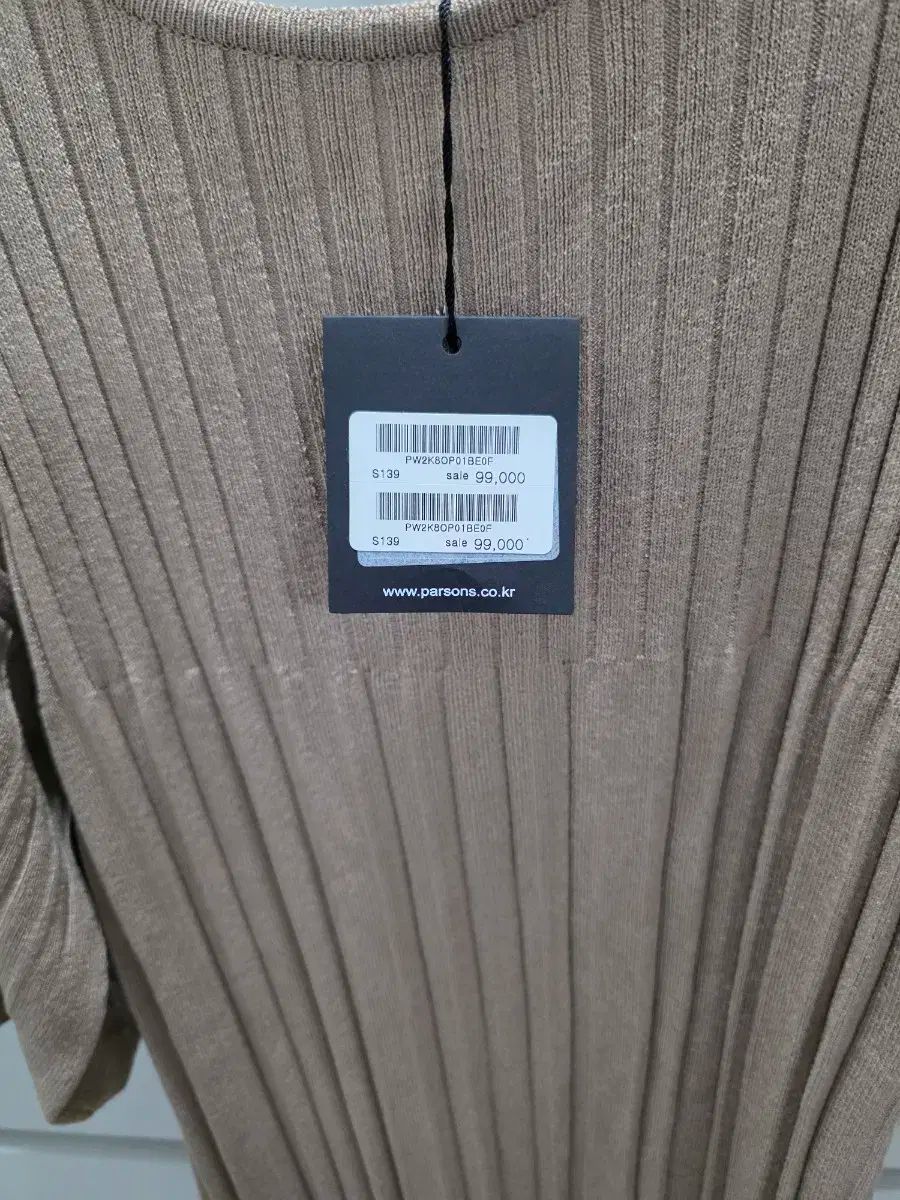 PW2K8OP01BE0F
S139 sale 99,000
PW2K8OP01BE0F
S139 sale 99,000
www.parsons.co.kr